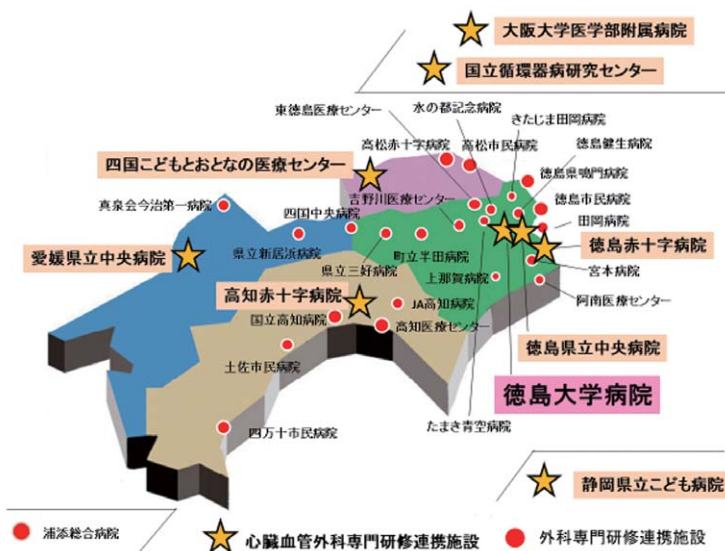 大阪大学医学部附属病院
国立循環器病研究センター
水の都記念病院
東徳島医療センター
きたじま田岡病院
高松赤十字病院
高松市民病院
徳島健生病院
四国こどもとおとなの医療センター
徳島県鳴門病院
吉野川医療センター
徳島市民病院
真泉会今治第一病院
四国中央病院
田岡病院
県立新居浜病院
町立半田病院
徳島赤十字病院
愛媛県立中央病院
県立三好病院
上那賀病院
宮本病院
高知赤十字病院
JA高知病院
阿南医療センター
国立高知病院
高知医療センター
徳島県立中央病院
土佐市民病院
徳島大学病院
たまき青空病院
四万十市民病院
静岡県立こども病院
浦添総合病院
心臓血管外科専門研修連携施設
外科専門研修連携施設